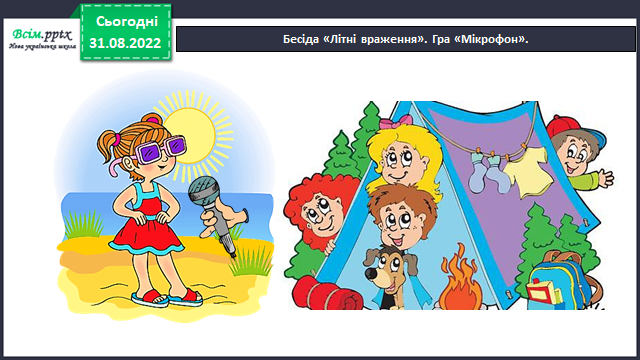 Всім.pptx
Нова українська школа
Сьогодні
31.08.2022
Бесіда «Літні враження». Гра «Мікрофон».